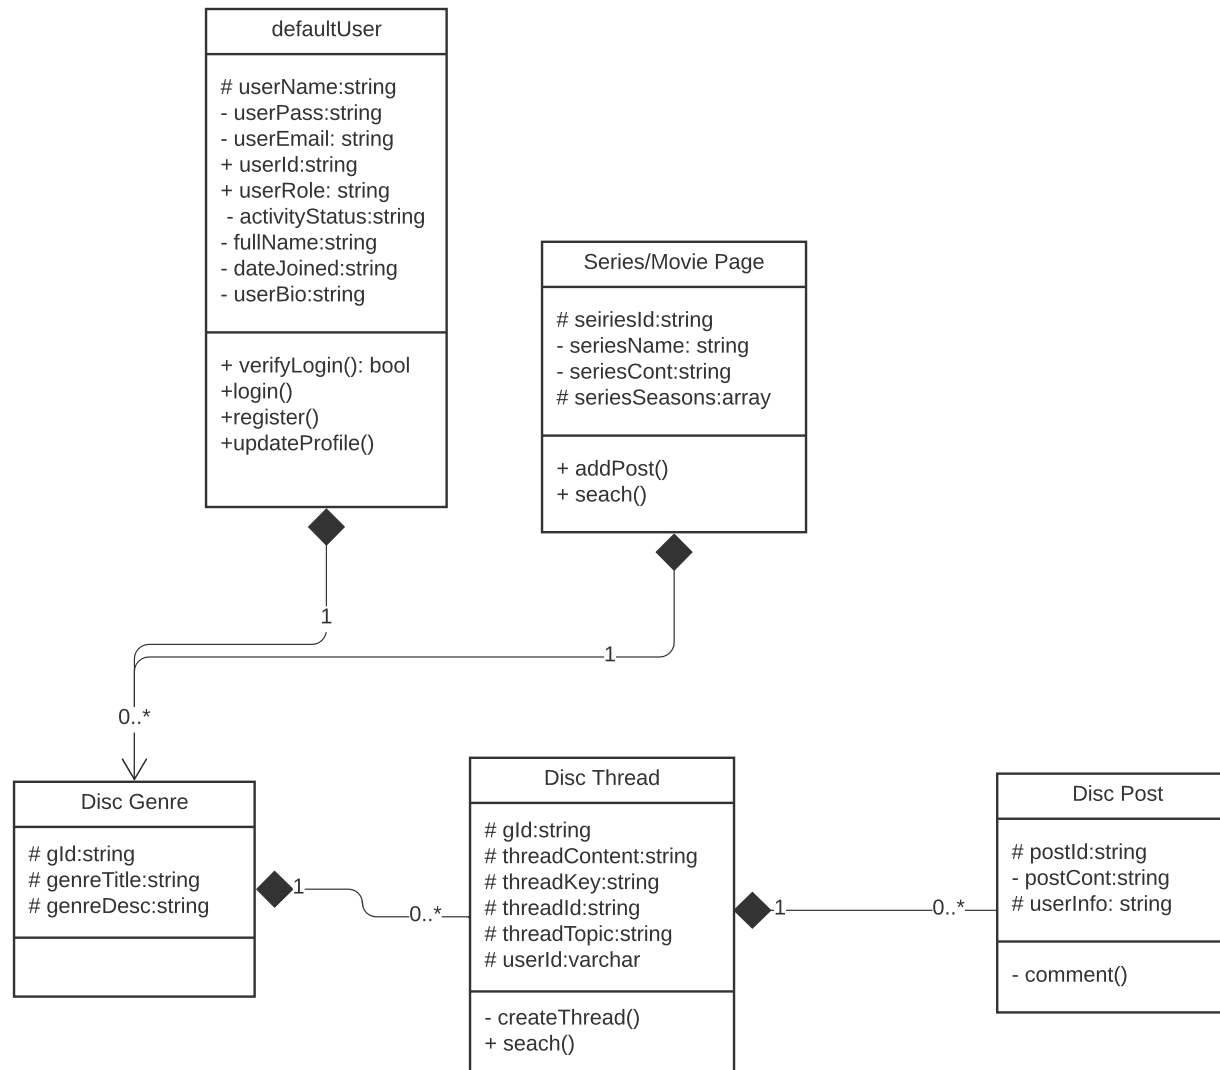 defaultUser
# userName:string
- userPass:string
- userEmail: string
+ userId:string
+ userRole: string
- activityStatus:string
- fullName:string
- dateJoined:string
- userBio:string
+ verifyLogin(): bool
+login()
+register()
+updateProfile()
1
Series/Movie Page
# seiriesId:string
- seriesName: string
- seriesCont:string
# seriesSeasons:array
+ addPost()
+ seach()
1
0..*
Disc Genre
# gId:string
# genreTitle:string
# genreDesc:string
1
0..*
Disc Thread
# gId:string
# threadContent:string
# threadKey:string
# threadId:string
# threadTopic:string
# userId:varchar
- createThread()
+ seach()
1
0..*
Disc Post
# postId:string
- postCont:string
# userInfo: string
- comment()